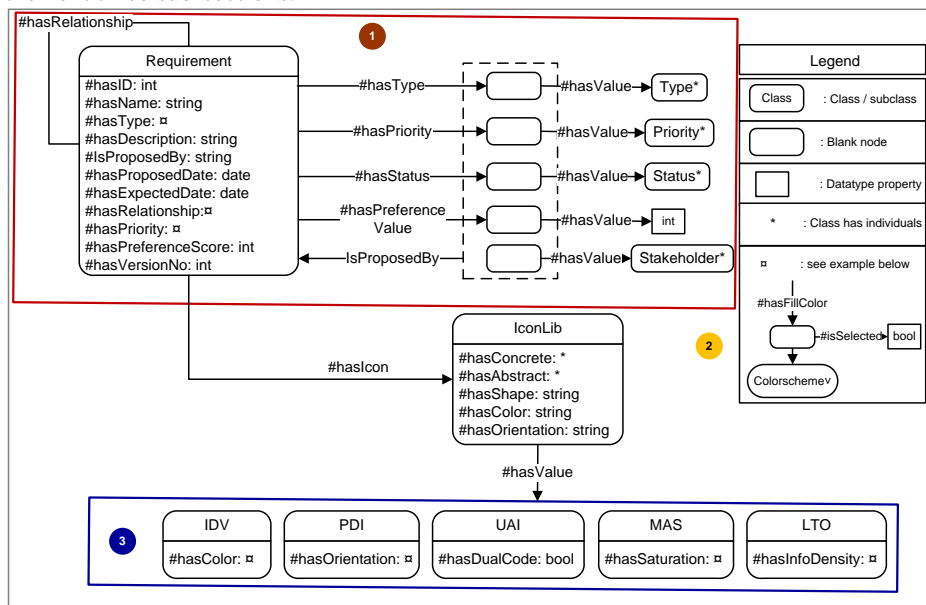 #hasRelationship
1
Requirement
#hasID: int
#hasName: string
#hasType: ¤
#hasDescription: string
#IsProposedBy: string
#hasProposedDate: date
#hasExpectedDate: date
#hasRelationship:¤
#hasPriority: ¤
#hasPreferenceScore: int
#hasVersionNo: int
#hasType
#hasValue
Type*
#hasPriority
#hasValue
Priority*
#hasStatus
#hasValue
Status*
#hasPreference
Value
#hasValue
int
IsProposedBy
#hasValue
Stakeholder*
Legend
Class
: Class / subclass
: Blank node
: Datatype property
*
: Class has individuals
¤
: see example below
#hasFillColor
#isSelected
bool
Colorschemev
2
#hasIcon
IconLib
#hasConcrete: *
#hasAbstract: *
#hasShape: string
#hasColor: string
#hasOrientation: string
#hasValue
3
IDV
#hasColor: ¤
PDI
#hasOrientation: ¤
UAI
#hasDualCode: bool
MAS
#hasSaturation: ¤
LTO
#hasInfoDensity: ¤